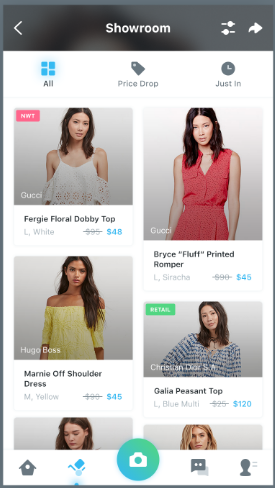 Showroom
All
Price Drop
Just In
NWT
Gucci
Fergie Floral Dobby Top
L, White $95 $48
Gucci
Bryce "Fluff" Printed
Romper
L, Siracha $90 $45
Hugo Boss
Marnie Off Shoulder
Dress
M, Yellow $90 $45
RETAIL
Christian Dior S.A
Galia Peasant Top
L, Blue Multi $25 $120